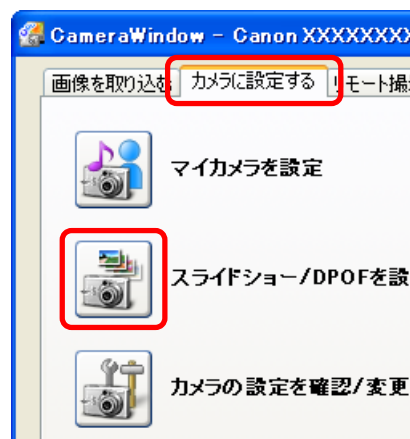 CameraWindow - Canon XXXXXXXX
画像を取り込む カメラに設定する リモート撮
マイカメラを設定
スライドショー/DPOFを設
カメラの設定を確認/変更